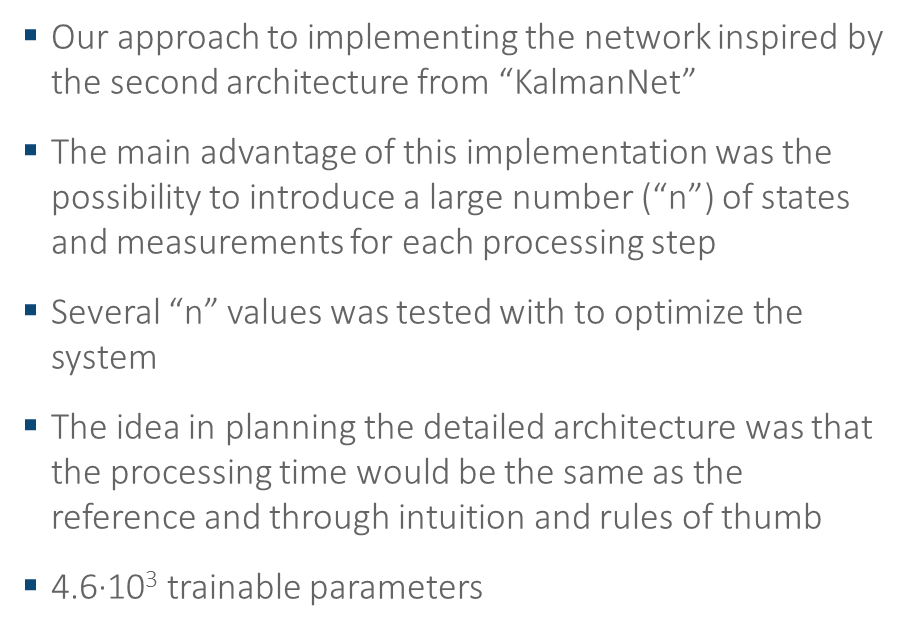 ▪ Our approach to implementing the network inspired by
the second architecture from “KalmanNet”
▪ The main advantage of this implementation was the
possibility to introduce a large number (“n”) of states
and measurements for each processing step
▪ Several “n” values was tested with to optimize the
system
▪ The idea in planning the detailed architecture was that
the processing time would be the same as the
reference and through intuition and rules of thumb
▪ 4.6·10³ trainable parameters